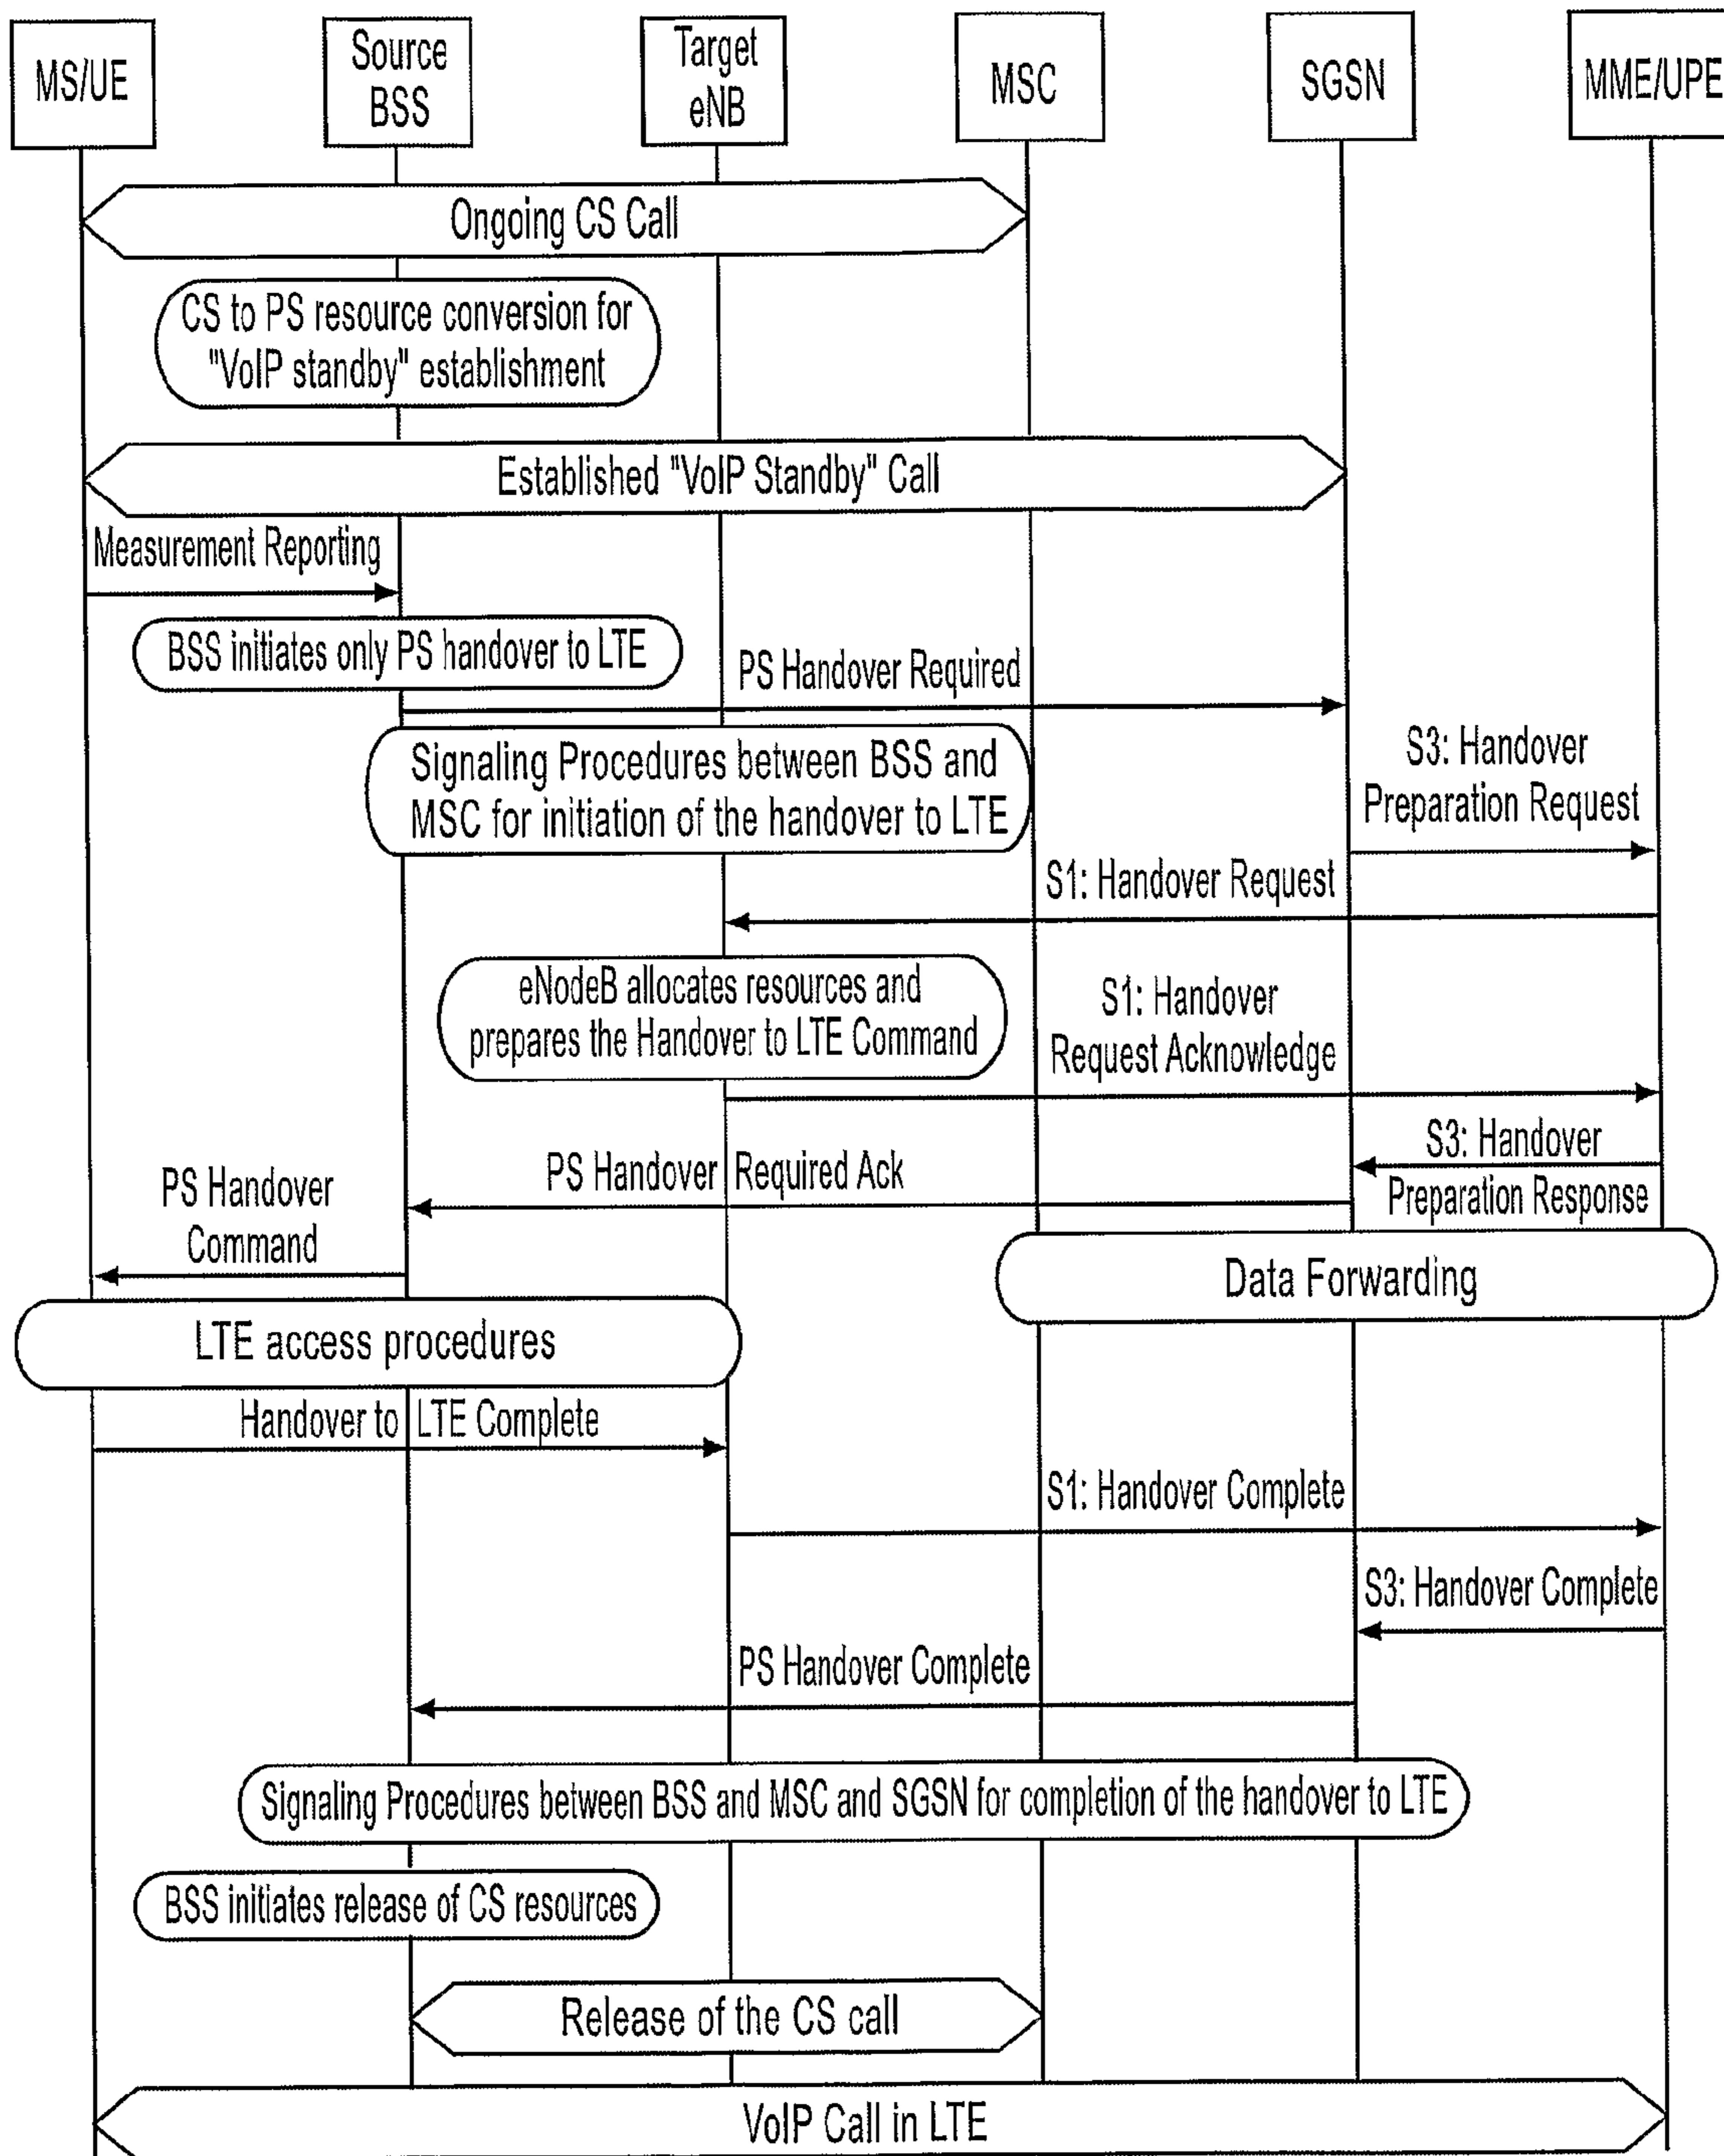 MS/UE
Source
BSS
Target
eNB
MSC
SGSN
MME/UPE
Ongoing CS Call
CS to PS resource conversion for
"VoIP standby" establishment
Established "VoIP Standby" Call
Measurement Reporting
BSS initiates only PS handover to LTE
PS Handover Required
Signaling Procedures between BSS and
MSC for initiation of the handover to LTE
S3: Handover
Preparation Request
S1: Handover Request
eNodeB allocates resources and
prepares the Handover to LTE Command
S1: Handover
Request Acknowledge
S3: Handover
Preparation Response
PS Handover Required Ack
PS Handover
Command
Data Forwarding
LTE access procedures
Handover to LTE Complete
S1: Handover Complete
S3: Handover Complete
PS Handover Complete
Signaling Procedures between BSS and MSC and SGSN for completion of the handover to LTE
BSS initiates release of CS resources
Release of the CS call
VoIP Call in LTE